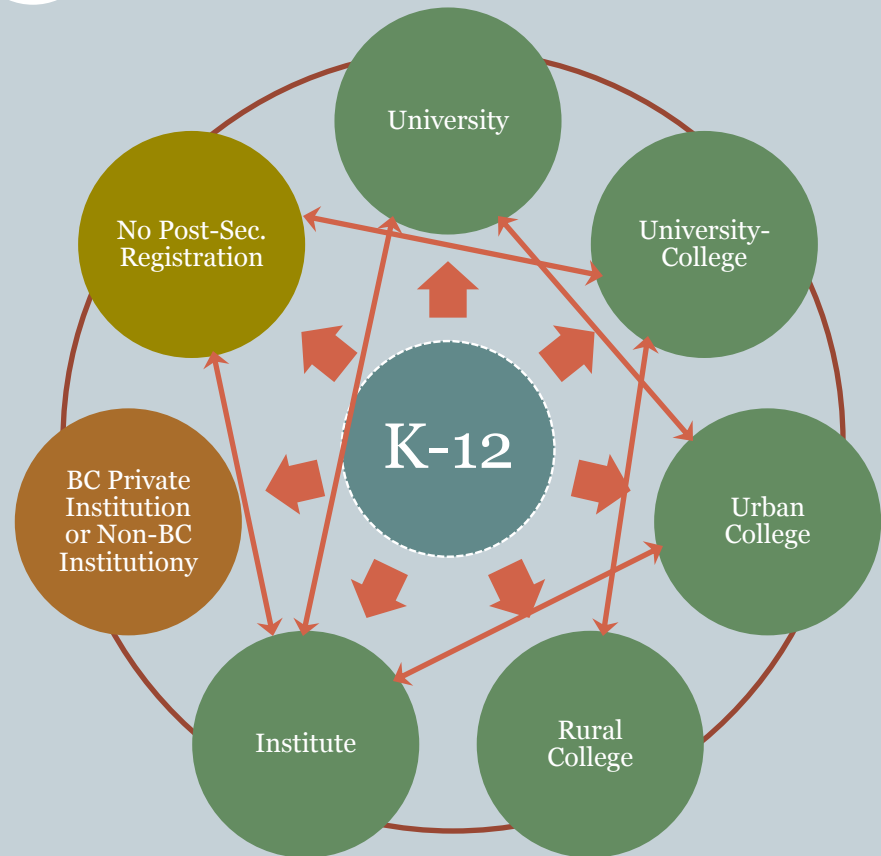 University
No Post-Sec.
Registration
University-
College
K-12
BC Private
Institution
or Non-BC
Institutiony
Urban
College
Institute
Rural
College